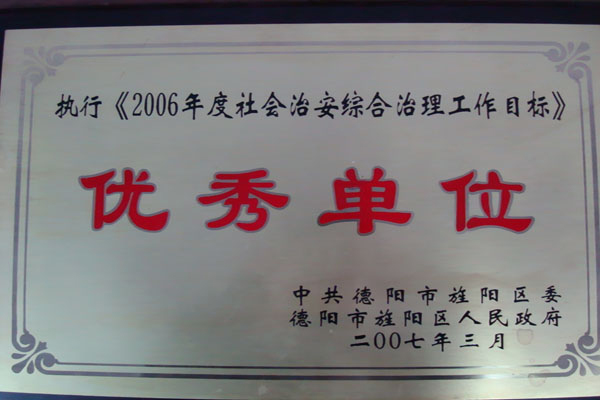 执行《2006年度社会治安综合治理工作目标》
优秀单位
中共德阳市旌阳区委
德阳市旌阳区人民政府
二00七年三月